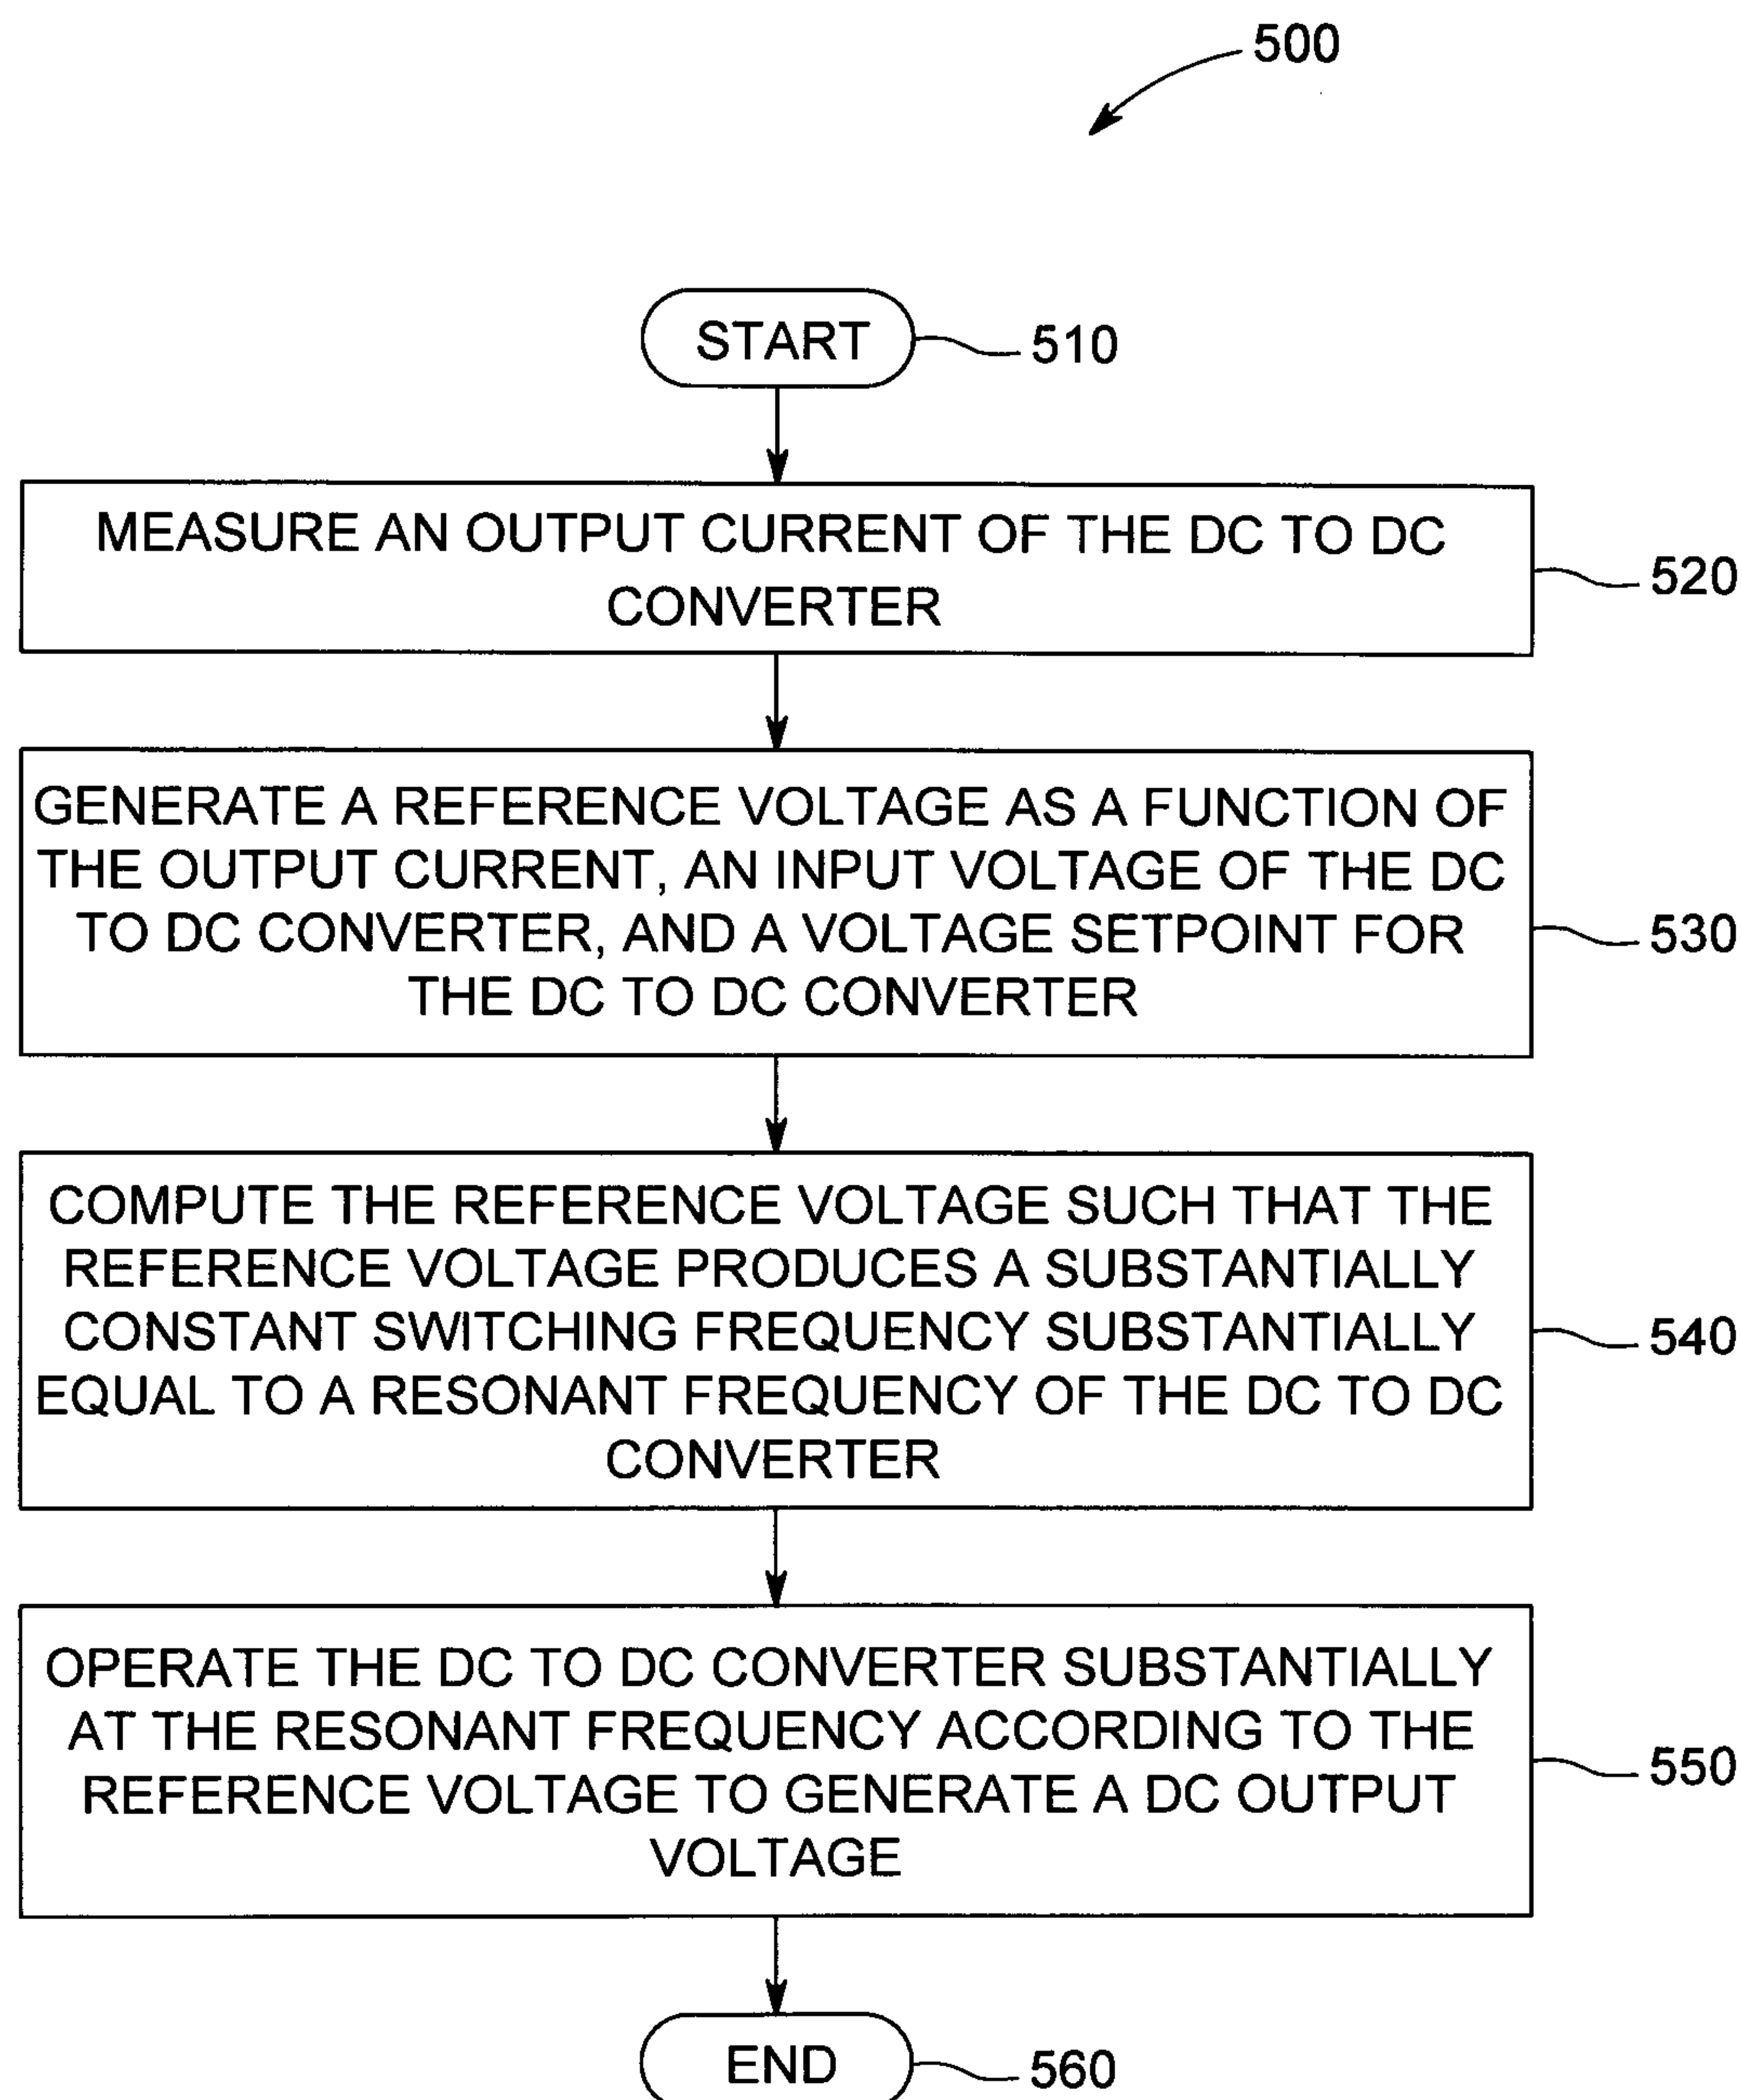 500
START
510
MEASURE AN OUTPUT CURRENT OF THE DC TO DC
CONVERTER
520
GENERATE A REFERENCE VOLTAGE AS A FUNCTION OF
THE OUTPUT CURRENT, AN INPUT VOLTAGE OF THE DC
TO DC CONVERTER, AND A VOLTAGE SETPOINT FOR
THE DC TO DC CONVERTER
530
COMPUTE THE REFERENCE VOLTAGE SUCH THAT THE
REFERENCE VOLTAGE PRODUCES A SUBSTANTIALLY
CONSTANT SWITCHING FREQUENCY SUBSTANTIALLY
EQUAL TO A RESONANT FREQUENCY OF THE DC TO DC
CONVERTER
540
OPERATE THE DC TO DC CONVERTER SUBSTANTIALLY
AT THE RESONANT FREQUENCY ACCORDING TO THE
REFERENCE VOLTAGE TO GENERATE A DC OUTPUT
VOLTAGE
550
END
560